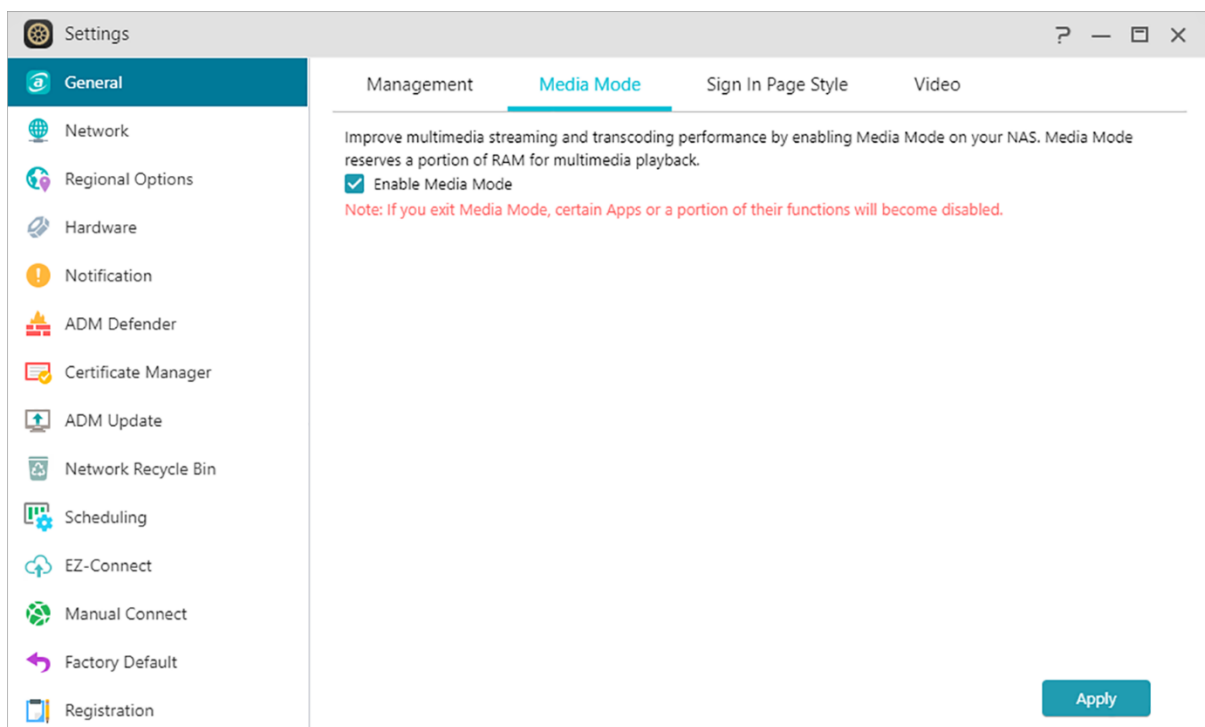 Settings
General
Network
Regional Options
Hardware
Notification
ADM Defender
Certificate Manager
ADM Update
Network Recycle Bin
Scheduling
EZ-Connect
Manual Connect
Factory Default
Registration
Management Media Mode Sign In Page Style Video
Improve multimedia streaming and transcoding performance by enabling Media Mode on your NAS. Media Mode
reserves a portion of RAM for multimedia playback.
Enable Media Mode
Note: If you exit Media Mode, certain Apps or a portion of their functions will become disabled.
Apply